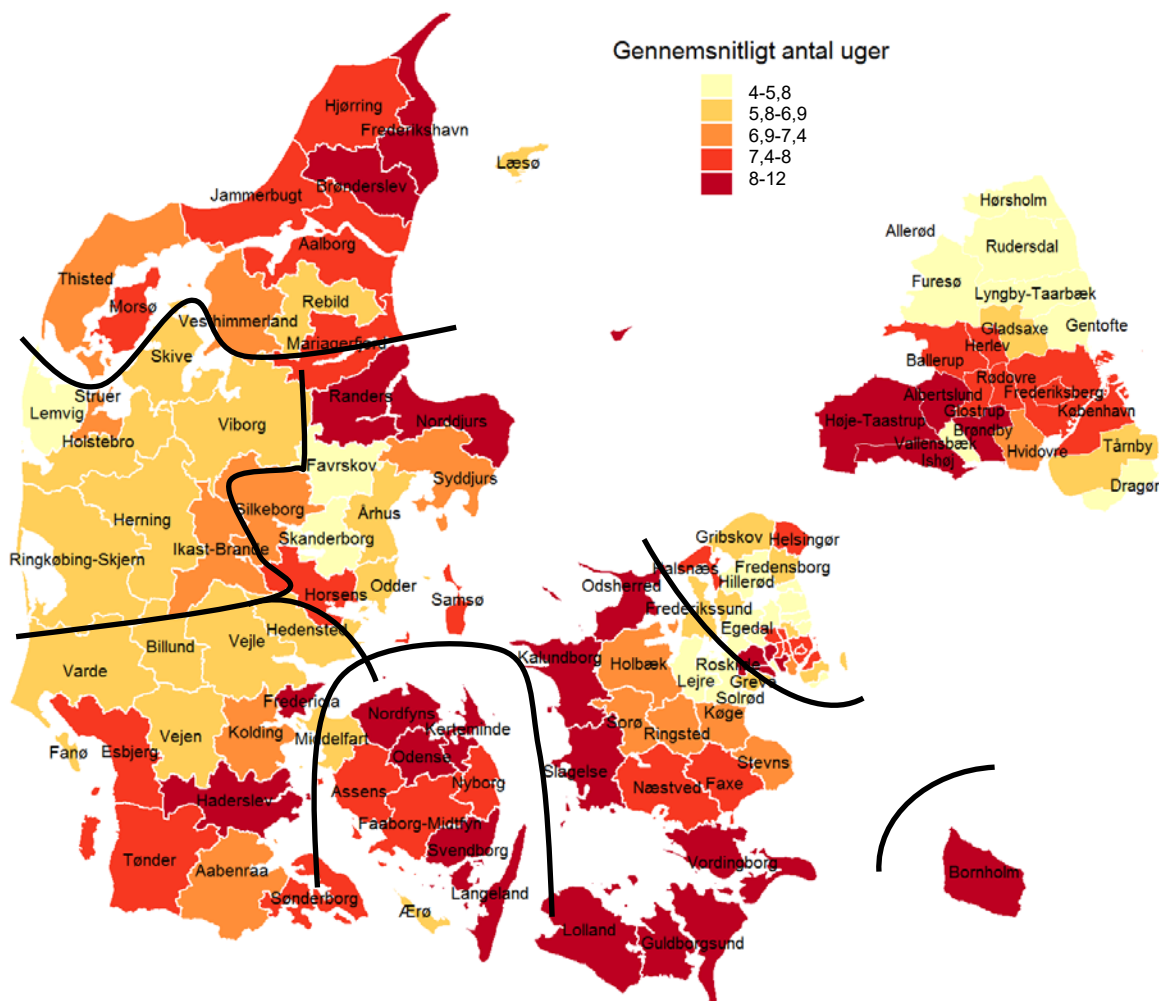 Gennemsnitligt antal uger
4-5,8
5,8-6,9
6,9-7,4
7,4-8
8-12
Hjørring
Frederikshavn
Læsø
Brønderslev
Jammerbugt
Aalborg
Thisted
Morsø
Rebild
Vesthimmerland
Mariagerfjord
Skive
Struer
Lemvig
Holstebro
Viborg
Randers
Norddjurs
Favrskov
Syddjurs
Silkeborg
Århus
Herning
Skanderborg
Ikast-Brande
Ringkøbing-Skjern
Odder
Horsens
Samsø
Hedensted
Billund
Vejle
Varde
Fredericia
Kolding
Vejen
Fanø
Esbjerg
Haderslev
Tønder
Aabenraa
Sønderborg
Middelfart
Nordfyns
Kerteminde
Odense
Nyborg
Assens
Faaborg-Midtfyn
Svendborg
Langeland
Ærø
Hørsholm
Allerød
Rudersdal
Furesø
Lyngby-Taarbæk
Gladsaxe
Gentofte
Herlev
Ballerup
Rødovre
Albertslund
Frederiksberg
Høje-Taastrup
Glostrup
København
Brøndby
Vallensbæk
Ishøj
Hvidovre
Tårnby
Dragør
Gribskov
Helsingør
Halsnæs
Fredensborg
Hillerød
Odsherred
Frederikssund
Egedal
Kalundborg
Holbæk
Roskilde
Lejre
Greve
Solrød
Køge
Sorø
Ringsted
Stevns
Slagelse
Næstved
Faxe
Vordingborg
Lolland
Guldborgsund
Bornholm